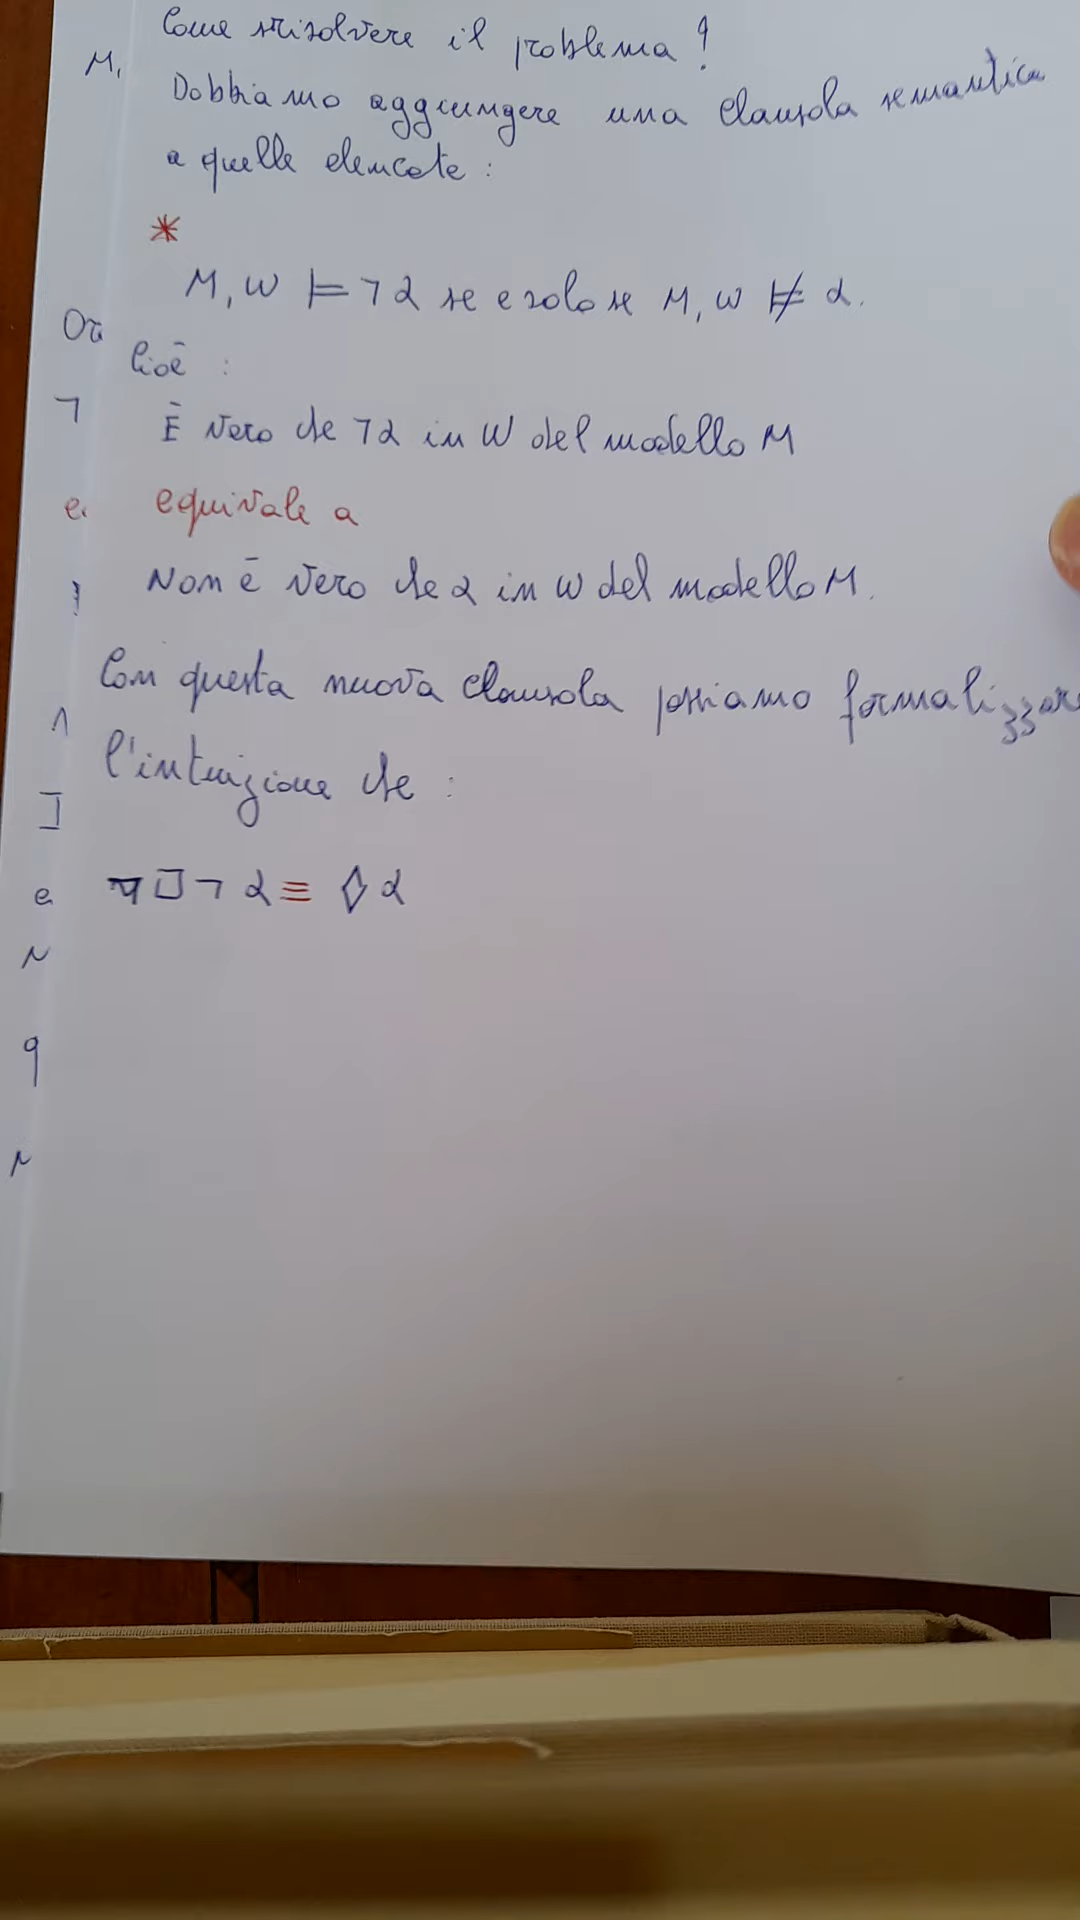 Come risolvere il problema?
M,
Dobbiamo aggiungere una clausola semantica
a quelle elencate:
*
M, W ⊨ ¬α se e solo se M, W ⊭ α.
Or
Cioè:
¬
È vero che ¬α in W del modello M
e
equivale a
Non è vero che α in W del modello M.
Con questa nuova clausola possiamo formalizzare
l'intuizione che:
e
¬□¬α ≡ ◊α